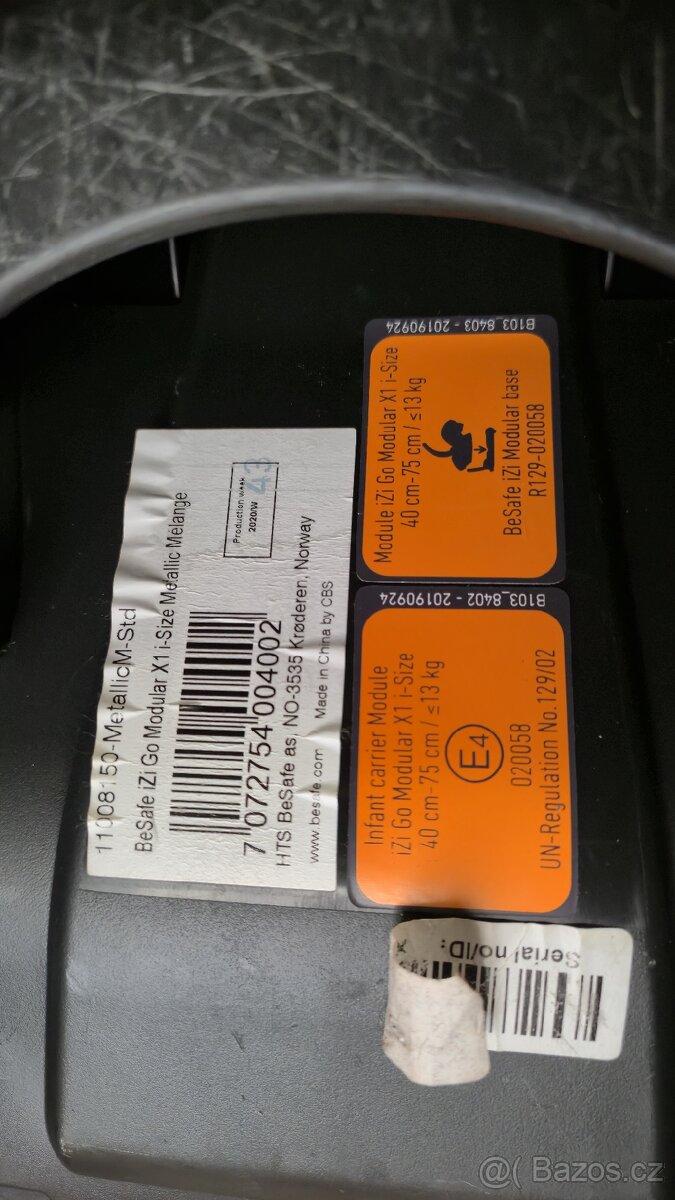 11008150-MetallicM-Std
BeSafe iZi Go Modular X1 i-Size Metallic Mélange
Production week
2020/W 43
7 072754 004002
HTS BeSafe as, NO-3535 Krøderen, Norway
www.besafe.com Made in China by CBS
B103_8403 - 20190924
Module iZi Go Modular X1 i-Size
40 cm-75 cm / ≤13 kg
BeSafe iZi Modular base
R129-020058
B103_8402 - 20190924
Infant carrier Module
iZi Go Modular X1 i-Size
40 cm-75 cm / ≤13 kg
E4
020058
UN-Regulation No.129/02
Serial no/ID:
@( Bazos.cz